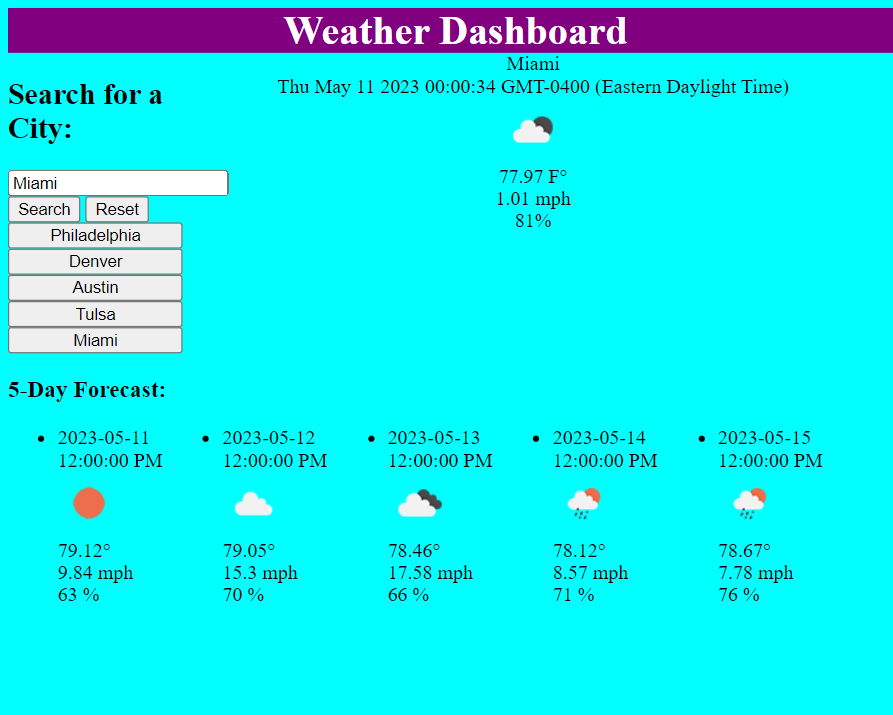 Weather Dashboard
Search for a
City:
Miami
Search Reset
Philadelphia
Denver
Austin
Tulsa
Miami
Miami
Thu May 11 2023 00:00:34 GMT-0400 (Eastern Daylight Time)
77.97 F°
1.01 mph
81%
5-Day Forecast:
2023-05-11
12:00:00 PM
79.12°
9.84 mph
63 %
2023-05-12
12:00:00 PM
79.05°
15.3 mph
70 %
2023-05-13
12:00:00 PM
78.46°
17.58 mph
66 %
2023-05-14
12:00:00 PM
78.12°
8.57 mph
71 %
2023-05-15
12:00:00 PM
78.67°
7.78 mph
76 %